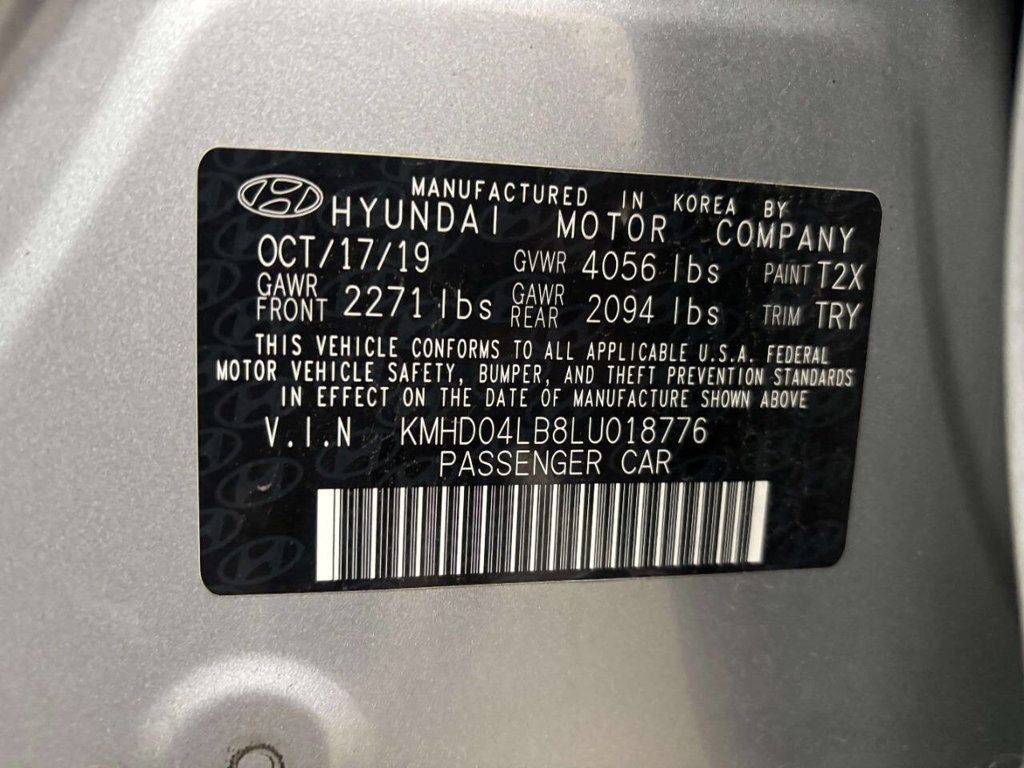 MANUFACTURED IN KOREA BY
HYUNDAI MOTOR COMPANY
OCT/17/19 GVWR 4056 lbs PAINT T2X
GAWR FRONT 2271 lbs GAWR REAR 2094 lbs TRIM TRY
THIS VEHICLE CONFORMS TO ALL APPLICABLE U.S.A. FEDERAL
MOTOR VEHICLE SAFETY, BUMPER, AND THEFT PREVENTION STANDARDS
IN EFFECT ON THE DATE OF MANUFACTURE SHOWN ABOVE
V.I.N KMHD04LB8LU018776
PASSENGER CAR